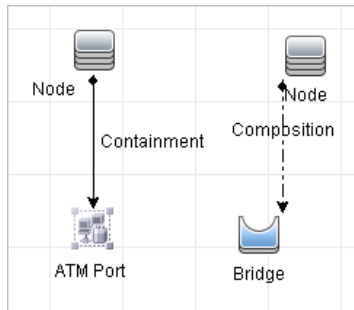 Node
Node
Containment
Composition
ATM Port
Bridge